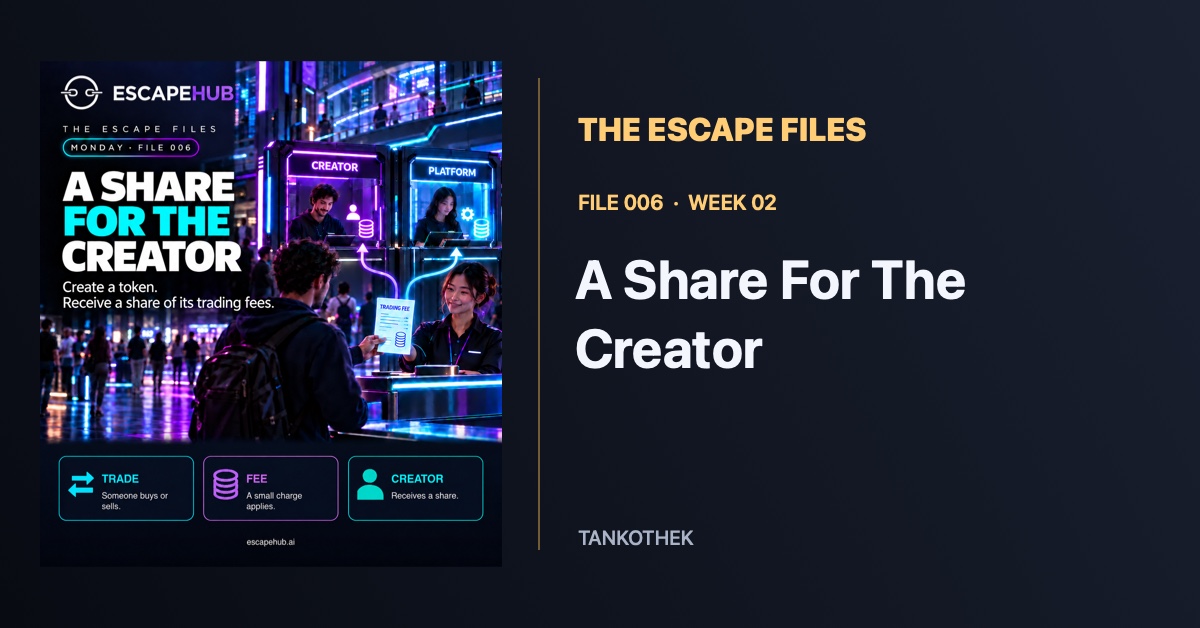 ESCAPEHUB
THE ESCAPE FILES
MONDAY · FILE 006
A SHARE
FOR THE
CREATOR
Create a token.
Receive a share of its trading fees.
CREATOR
PLATFORM
TRADING FEE
TRADE
Someone buys or
sells.
FEE
A small charge
applies.
CREATOR
Receives a share.
escapehub.ai
THE ESCAPE FILES
FILE 006 · WEEK 02
A Share For The
Creator
TANKOTHEK